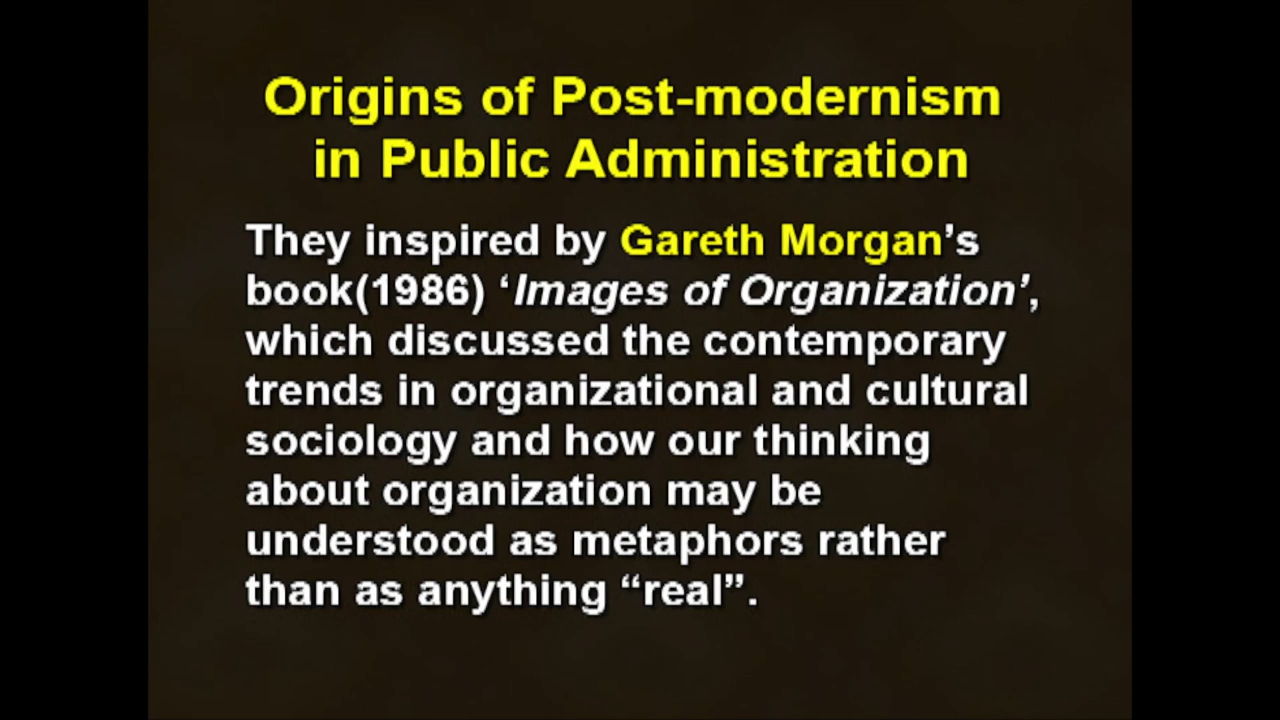 Origins of Post-modernism
in Public Administration
They inspired by Gareth Morgan’s
book(1986) ‘Images of Organization’,
which discussed the contemporary
trends in organizational and cultural
sociology and how our thinking
about organization may be
understood as metaphors rather
than as anything “real”.